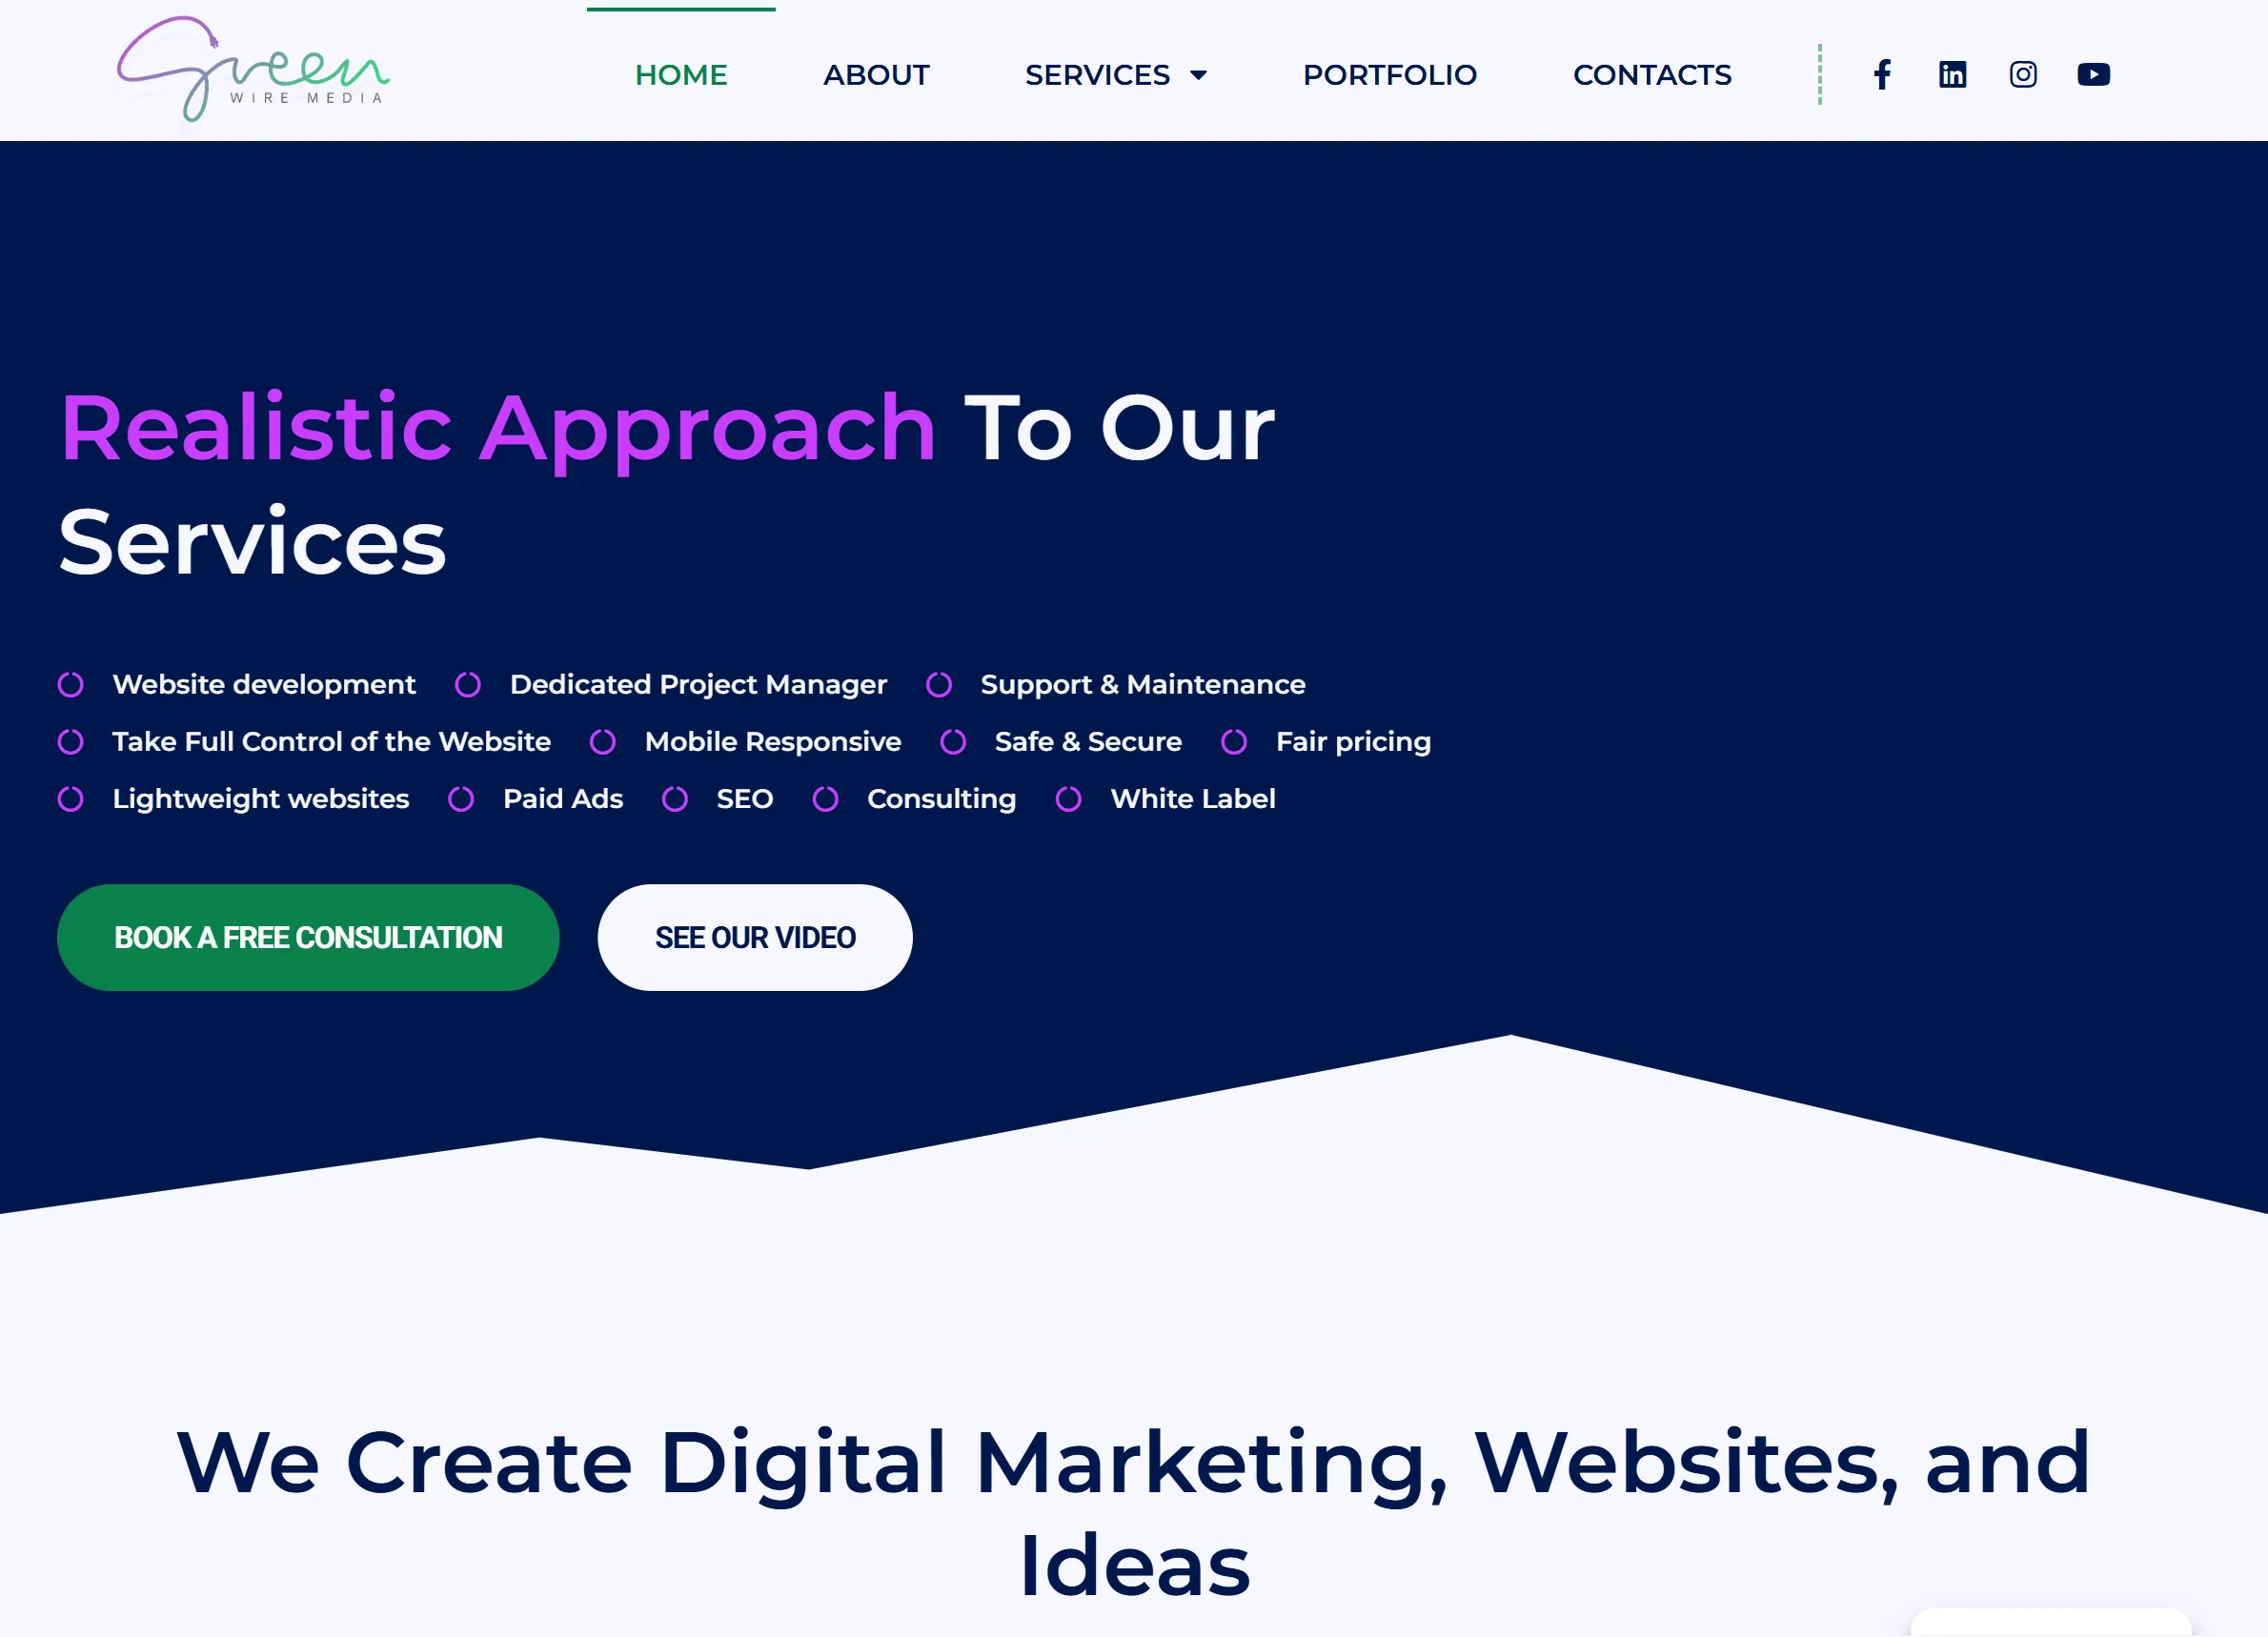 Green
WIRE MEDIA
HOME ABOUT SERVICES PORTFOLIO CONTACTS
Realistic Approach To Our
Services
Website development Dedicated Project Manager Support & Maintenance
Take Full Control of the Website Mobile Responsive Safe & Secure Fair pricing
Lightweight websites Paid Ads SEO Consulting White Label
BOOK A FREE CONSULTATION SEE OUR VIDEO
We Create Digital Marketing, Websites, and
Ideas